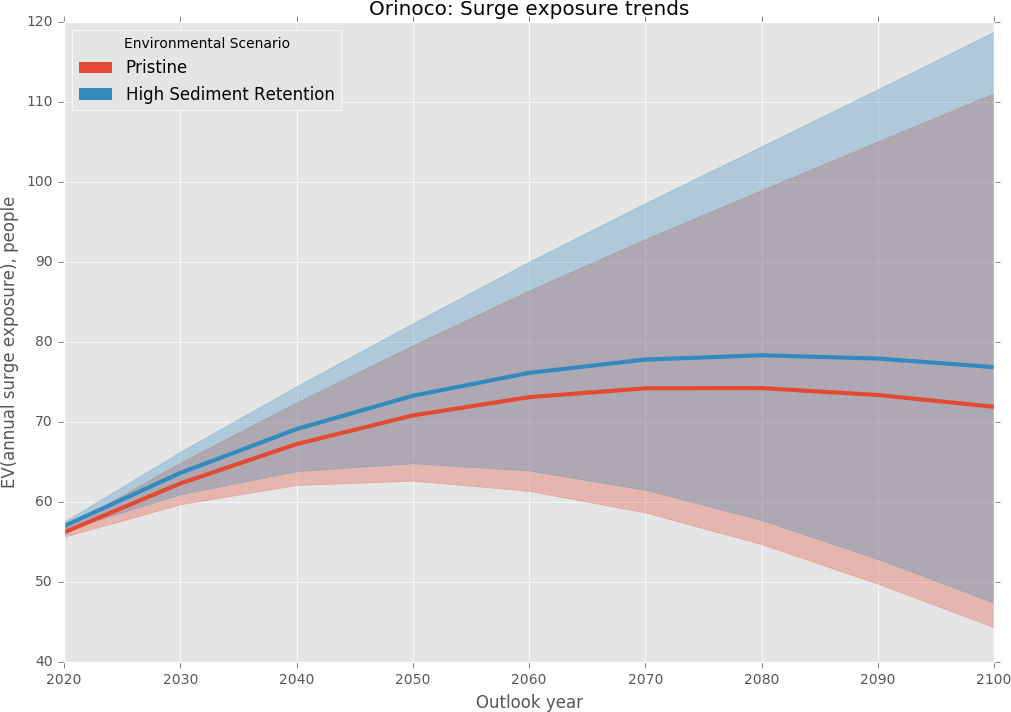 Orinoco: Surge exposure trends
Environmental Scenario
Pristine
High Sediment Retention
EV(annual surge exposure), people
120
110
100
90
80
70
60
50
40
2020 2030 2040 2050 2060 2070 2080 2090 2100
Outlook year